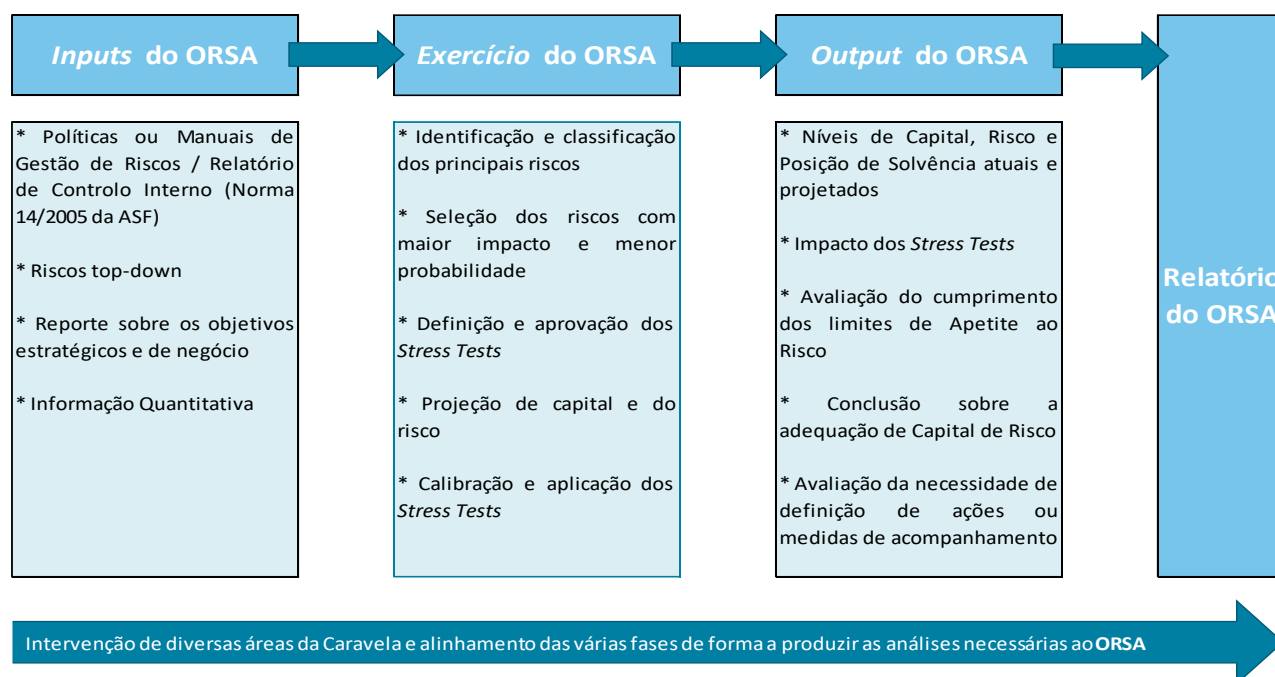 Inputs do ORSA
Exercício do ORSA
Output do ORSA
* Políticas ou Manuais de
Gestão de Riscos / Relatório
de Controlo Interno (Norma
14/2005 da ASF)
* Riscos top-down
* Reporte sobre os objetivos
estratégicos e de negócio
* Informação Quantitativa
* Identificação e classificação
dos principais riscos
* Seleção dos riscos com
maior impacto e menor
probabilidade
* Definição e aprovação dos
Stress Tests
* Projeção de capital e do
risco
* Calibração e aplicação dos
Stress Tests
* Níveis de Capital, Risco e
Posição de Solvência atuais e
projetados
* Impacto dos Stress Tests
* Avaliação do cumprimento
dos limites de Apetite ao
Risco
* Conclusão sobre a
adequação de Capital de Risco
* Avaliação da necessidade de
definição de ações ou
medidas de acompanhamento
Relatório
do ORSA
Intervenção de diversas áreas da Caravela e alinhamento das várias fases de forma a produzir as análises necessárias ao ORSA